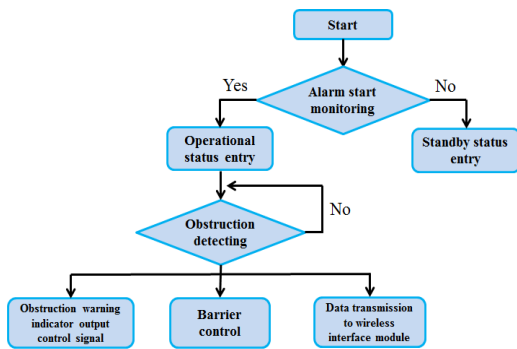 Start
Yes
No
Alarm start
monitoring
Operational
status entry
Standby status
entry
No
Obstruction
detecting
Obstruction warning
indicator output
control signal
Barrier
control
Data transmission
to wireless
interface module